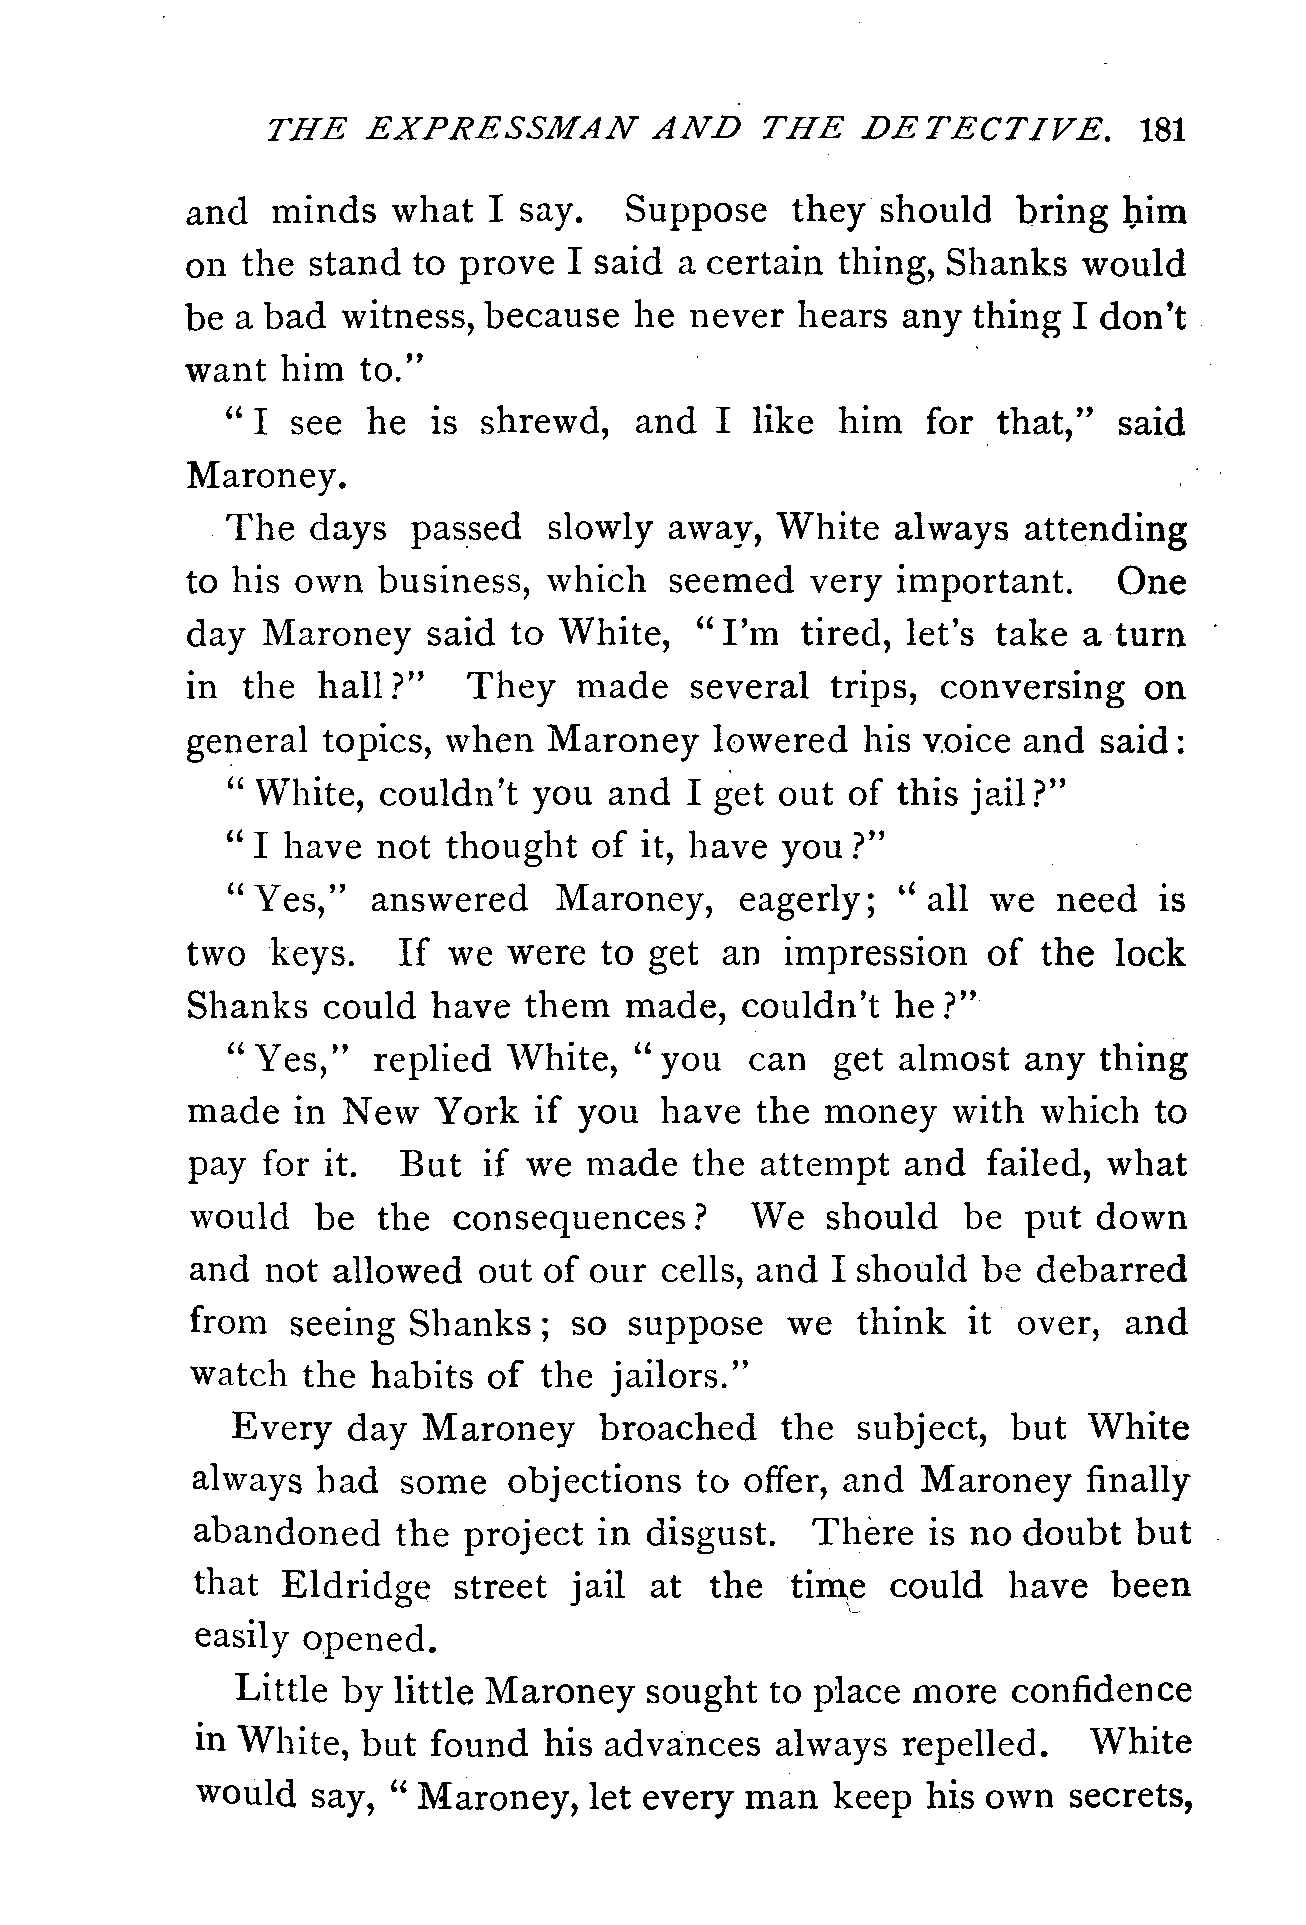 THE EXPRESSMAN AND THE DETECTIVE. 181
and minds what I say. Suppose they should bring him
on the stand to prove I said a certain thing, Shanks would
be a bad witness, because he never hears any thing I don't
want him to."
"I see he is shrewd, and I like him for that," said
Maroney.
The days passed slowly away, White always attending
to his own business, which seemed very important. One
day Maroney said to White, "I'm tired, let's take a turn
in the hall?" They made several trips, conversing on
general topics, when Maroney lowered his voice and said:
"White, couldn't you and I get out of this jail?"
"I have not thought of it, have you?"
"Yes," answered Maroney, eagerly; "all we need is
two keys. If we were to get an impression of the lock
Shanks could have them made, couldn't he?"
"Yes," replied White, "you can get almost any thing
made in New York if you have the money with which to
pay for it. But if we made the attempt and failed, what
would be the consequences? We should be put down
and not allowed out of our cells, and I should be debarred
from seeing Shanks; so suppose we think it over, and
watch the habits of the jailors."
Every day Maroney broached the subject, but White
always had some objections to offer, and Maroney finally
abandoned the project in disgust. There is no doubt but
that Eldridge street jail at the time could have been
easily opened.
Little by little Maroney sought to place more confidence
in White, but found his advances always repelled. White
would say, "Maroney, let every man keep his own secrets,